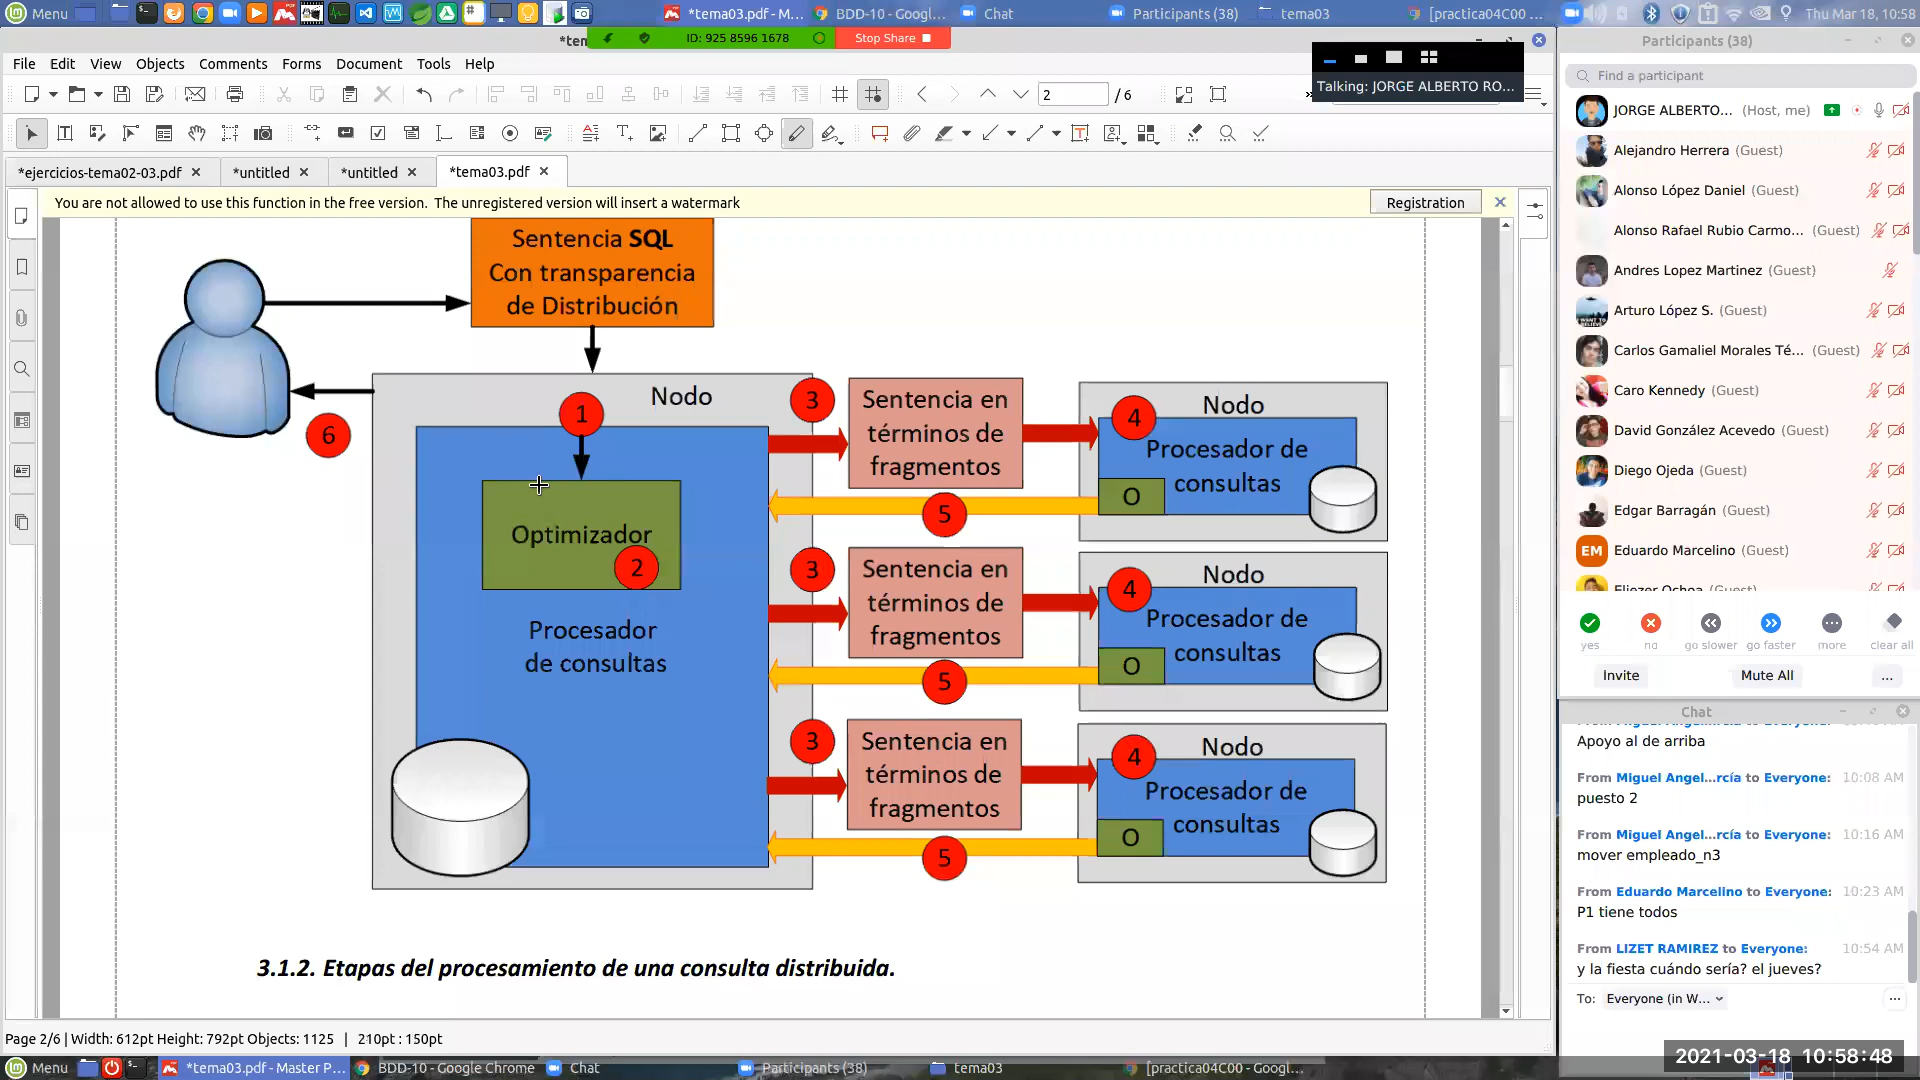 Menu
*tema03.pdf - M...
BDD-10 - Google...
Chat
Participants (38)
tema03
[practica04C00 ...
Thu Mar 18, 10:58
*ten
ID: 925 8596 1678
Stop Share
Talking: JORGE ALBERTO RO...
File Edit View Objects Comments Forms Document Tools Help
2 / 6
*ejercicios-tema02-03.pdf
*untitled
*untitled
*tema03.pdf
You are not allowed to use this function in the free version. The unregistered version will insert a watermark
Registration
Sentencia SQL
Con transparencia
de Distribución
Nodo
1
6
Optimizador
2
Procesador
de consultas
3
Sentencia en
términos de
fragmentos
Nodo
4
Procesador de
consultas
O
5
3
Sentencia en
términos de
fragmentos
Nodo
4
Procesador de
consultas
O
5
3
Sentencia en
términos de
fragmentos
Nodo
4
Procesador de
consultas
O
5
3.1.2. Etapas del procesamiento de una consulta distribuida.
Page 2/6 | Width: 612pt Height: 792pt Objects: 1125 | 210pt : 150pt
Participants (38)
Find a participant
JORGE ALBERTO... (Host, me)
Alejandro Herrera (Guest)
Alonso López Daniel (Guest)
Alonso Rafael Rubio Carmo... (Guest)
Andres Lopez Martinez (Guest)
Arturo López S. (Guest)
Carlos Gamaliel Morales Té... (Guest)
Caro Kennedy (Guest)
David González Acevedo (Guest)
Diego Ojeda (Guest)
Edgar Barragán (Guest)
EM Eduardo Marcelino (Guest)
Eliezer Ochoa (Guest)
yes no go slower go faster more clear all
Invite Mute All ...
Chat
Apoyo al de arriba
From Miguel Angel...rcía to Everyone: 10:08 AM
puesto 2
From Miguel Angel...rcía to Everyone: 10:16 AM
mover empleado_n3
From Eduardo Marcelino to Everyone: 10:23 AM
P1 tiene todos
From LIZET RAMIREZ to Everyone: 10:54 AM
y la fiesta cuándo sería? el jueves?
To: Everyone (in W...
2021-03-18 10:58:48
Menu
*tema03.pdf - Master P...
BDD-10 - Google Chrome
Chat
Participants (38)
tema03
[practica04C00 - Googl...